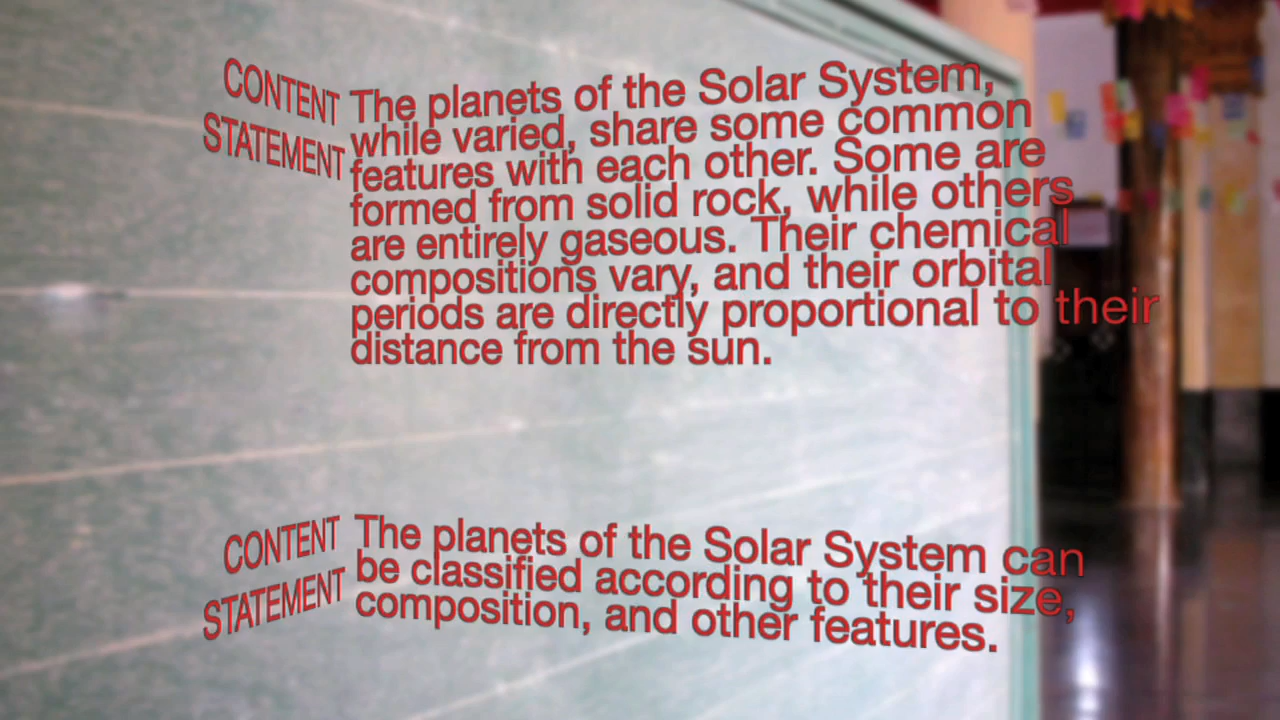 CONTENT
STATEMENT
The planets of the Solar System,
while varied, share some common
features with each other. Some are
formed from solid rock, while others
are entirely gaseous. Their chemical
compositions vary, and their orbital
periods are directly proportional to their
distance from the sun.
CONTENT
STATEMENT
The planets of the Solar System can
be classified according to their size,
composition, and other features.